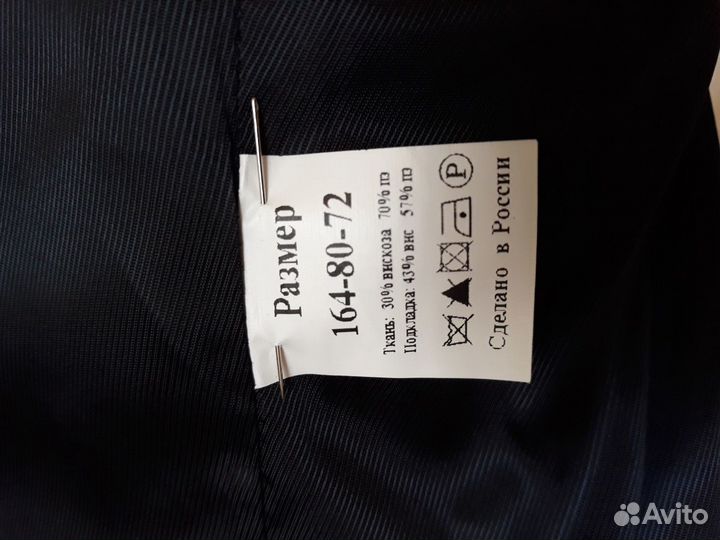 Размер
164-80-72
Ткань: 30% вискоза 70% пэ
Подкладка: 43% вис 57% пэ
P
Сделано в России
Avito